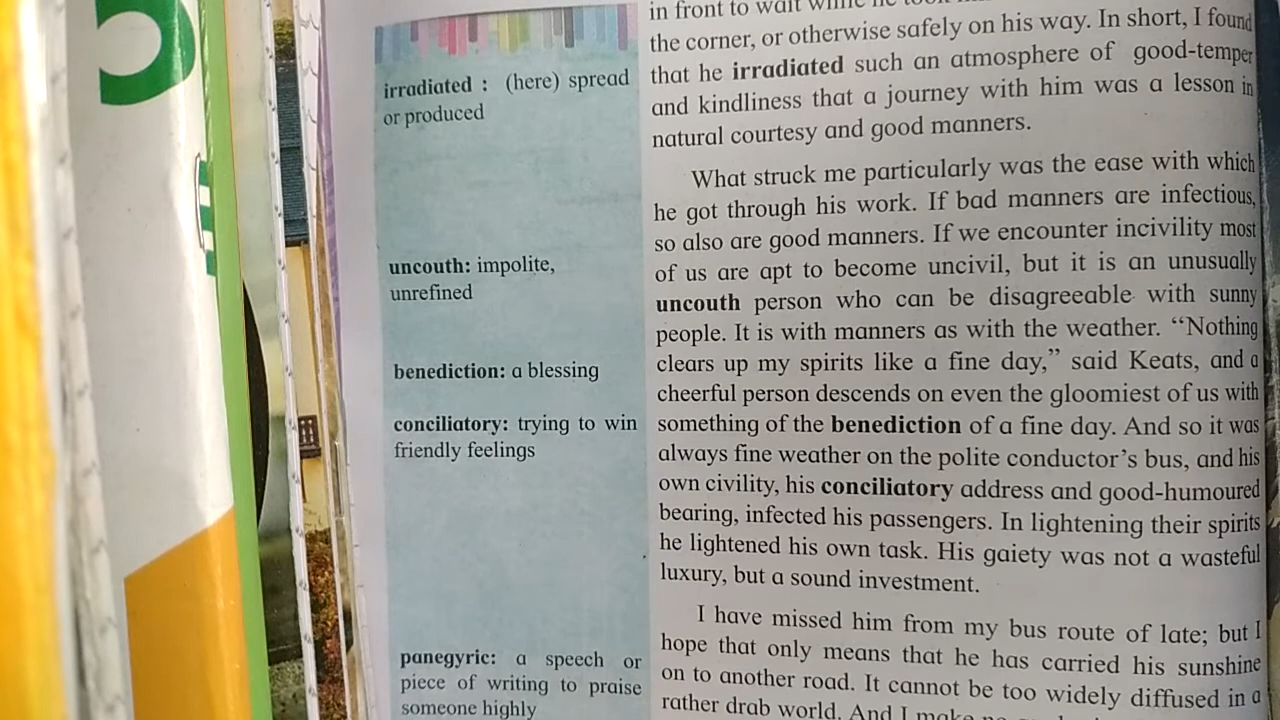 irradiated : (here) spread
or produced
uncouth: impolite,
unrefined
benediction: a blessing
conciliatory: trying to win
friendly feelings
panegyric: a speech or
piece of writing to praise
someone highly
in front to wait while he took
the corner, or otherwise safely on his way. In short, I found
that he irradiated such an atmosphere of good-temper
and kindliness that a journey with him was a lesson in
natural courtesy and good manners.
What struck me particularly was the ease with which
he got through his work. If bad manners are infectious,
so also are good manners. If we encounter incivility most
of us are apt to become uncivil, but it is an unusually
uncouth person who can be disagreeable with sunny
people. It is with manners as with the weather. “Nothing
clears up my spirits like a fine day,” said Keats, and a
cheerful person descends on even the gloomiest of us with
something of the benediction of a fine day. And so it was
always fine weather on the polite conductor’s bus, and his
own civility, his conciliatory address and good-humoured
bearing, infected his passengers. In lightening their spirits
he lightened his own task. His gaiety was not a wasteful
luxury, but a sound investment.
I have missed him from my bus route of late; but I
hope that only means that he has carried his sunshine
on to another road. It cannot be too widely diffused in a
rather drab world. And I make no